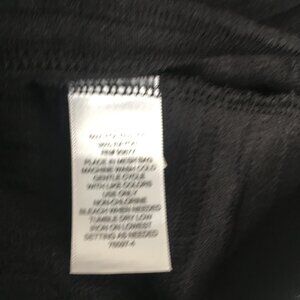 PLACE IN MESH BAG
MACHINE WASH COLD
GENTLE CYCLE
WITH LIKE COLORS
USE ONLY
NON-CHLORINE
BLEACH WHEN NEEDED
TUMBLE DRY LOW
IRON ON LOWEST
SETTING AS NEEDED